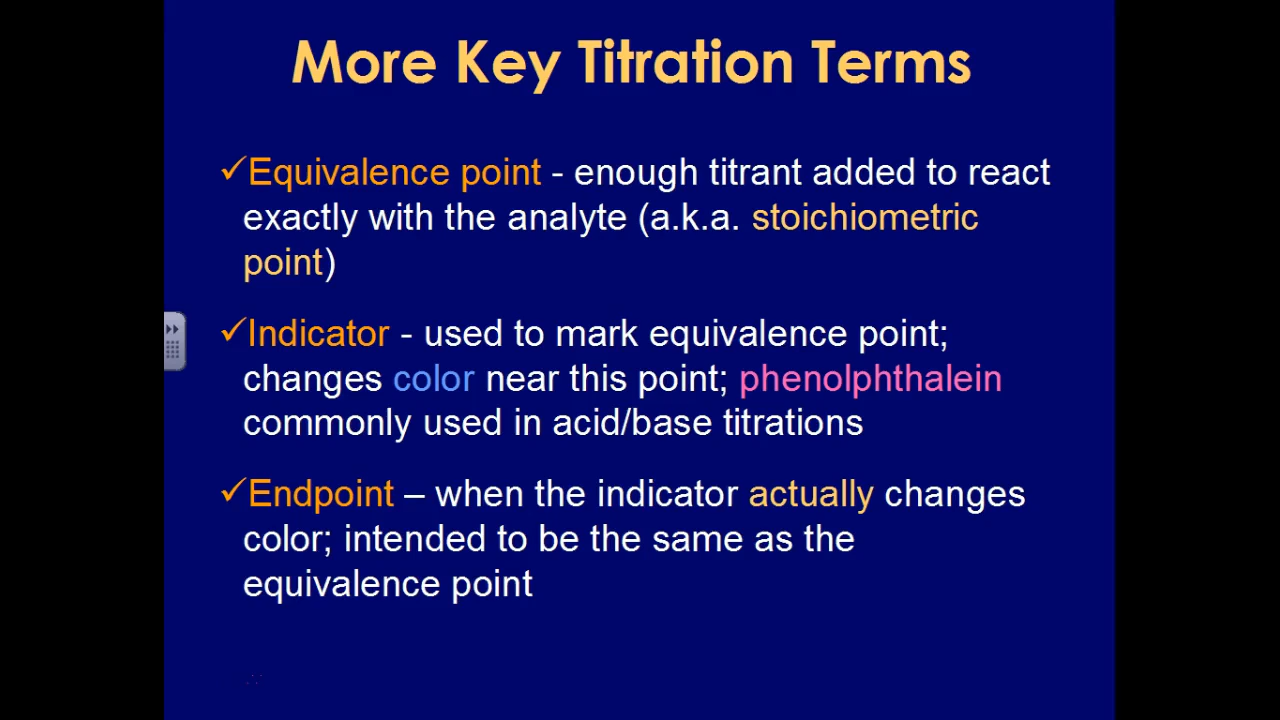 More Key Titration Terms
✓Equivalence point - enough titrant added to react
exactly with the analyte (a.k.a. stoichiometric
point)
✓Indicator - used to mark equivalence point;
changes color near this point; phenolphthalein
commonly used in acid/base titrations
✓Endpoint – when the indicator actually changes
color; intended to be the same as the
equivalence point